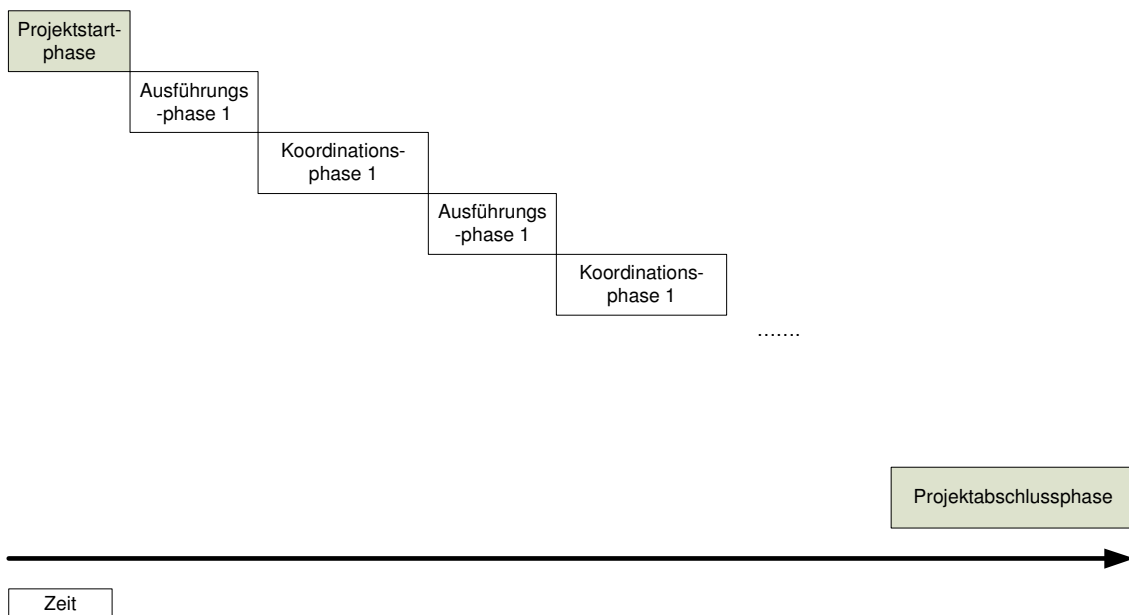 Projektstart-
phase
Ausführungs
-phase 1
Koordinations-
phase 1
Ausführungs
-phase 1
Koordinations-
phase 1
.......
Projektabschlussphase
Zeit